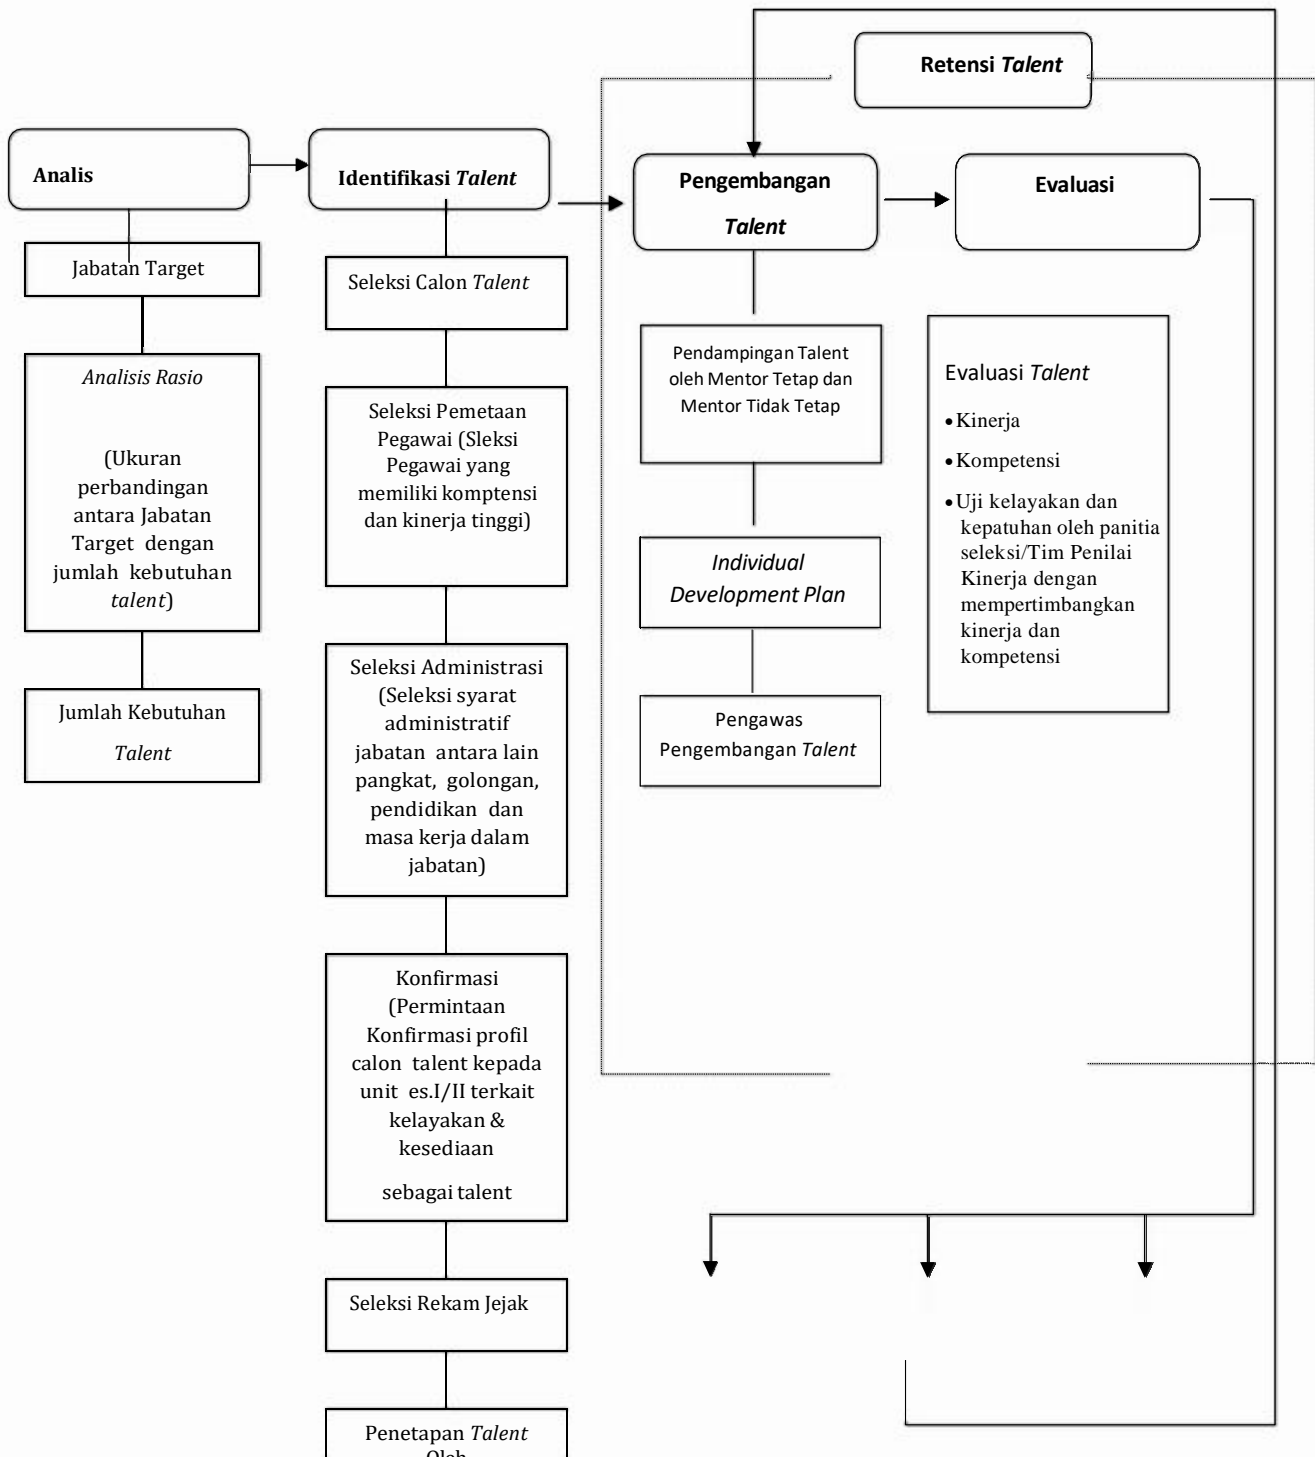 Retensi Talent
Analis
Identifikasi Talent
Pengembangan
Talent
Evaluasi
Jabatan Target
Analisis Rasio
(Ukuran
perbandingan
antara Jabatan
Target dengan
jumlah kebutuhan
talent)
Jumlah Kebutuhan
Talent
Seleksi Calon Talent
Seleksi Pemetaan
Pegawai (Sleksi
Pegawai yang
memiliki komptensi
dan kinerja tinggi)
Seleksi Administrasi
(Seleksi syarat
administratif
jabatan antara lain
pangkat, golongan,
pendidikan dan
masa kerja dalam
jabatan)
Konfirmasi
(Permintaan
Konfirmasi profil
calon talent kepada
unit es.I/II terkait
kelayakan &
kesediaan
sebagai talent
Seleksi Rekam Jejak
Penetapan Talent
Oleh
Pendampingan Talent
oleh Mentor Tetap dan
Mentor Tidak Tetap
Individual
Development Plan
Pengawas
Pengembangan Talent
Evaluasi Talent
• Kinerja
• Kompetensi
• Uji kelayakan dan
kepatuhan oleh panitia
seleksi/Tim Penilai
Kinerja dengan
mempertimbangkan
kinerja dan
kompetensi